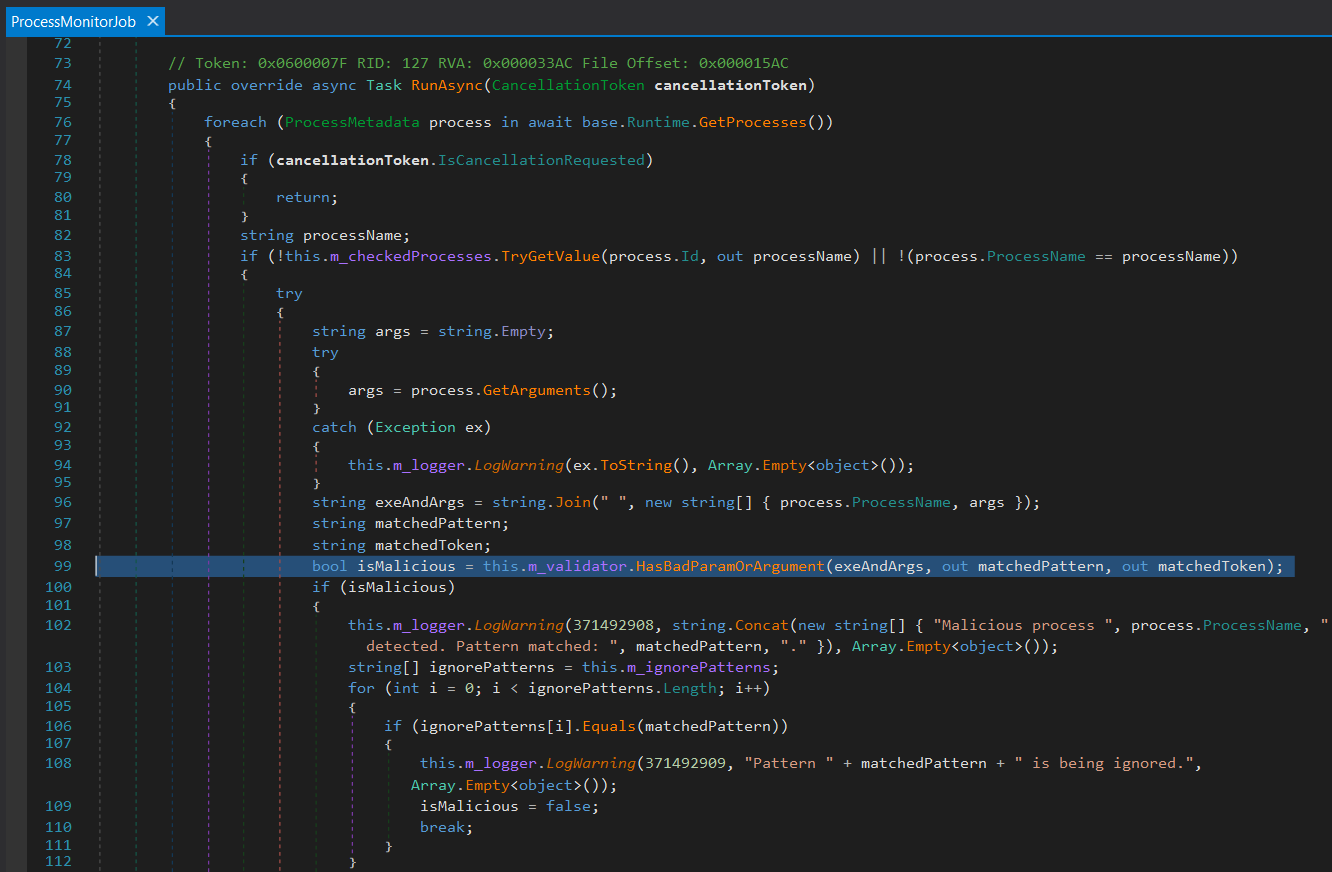 ProcessMonitorJob ×
72
73 // Token: 0x0600007F RID: 127 RVA: 0x000033AC File Offset: 0x000015AC
74 public override async Task RunAsync(CancellationToken cancellationToken)
75 {
76 foreach (ProcessMetadata process in await base.Runtime.GetProcesses())
77 {
78 if (cancellationToken.IsCancellationRequested)
79 {
80 return;
81 }
82 string processName;
83 if (!this.m_checkedProcesses.TryGetValue(process.Id, out processName) || !(process.ProcessName == processName))
84 {
85 try
86 {
87 string args = string.Empty;
88 try
89 {
90 args = process.GetArguments();
91 }
92 catch (Exception ex)
93 {
94 this.m_logger.LogWarning(ex.ToString(), Array.Empty<object>());
95 }
96 string exeAndArgs = string.Join(" ", new string[] { process.ProcessName, args });
97 string matchedPattern;
98 string matchedToken;
99 bool isMalicious = this.m_validator.HasBadParamOrArgument(exeAndArgs, out matchedPattern, out matchedToken);
100 if (isMalicious)
101 {
102 this.m_logger.LogWarning(371492908, string.Concat(new string[] { "Malicious process ", process.ProcessName, "
detected. Pattern matched: ", matchedPattern, "." }), Array.Empty<object>());
103 string[] ignorePatterns = this.m_ignorePatterns;
104 for (int i = 0; i < ignorePatterns.Length; i++)
105 {
106 if (ignorePatterns[i].Equals(matchedPattern))
107 {
108 this.m_logger.LogWarning(371492909, "Pattern " + matchedPattern + " is being ignored.",
Array.Empty<object>());
109 isMalicious = false;
110 break;
111 }
112 }